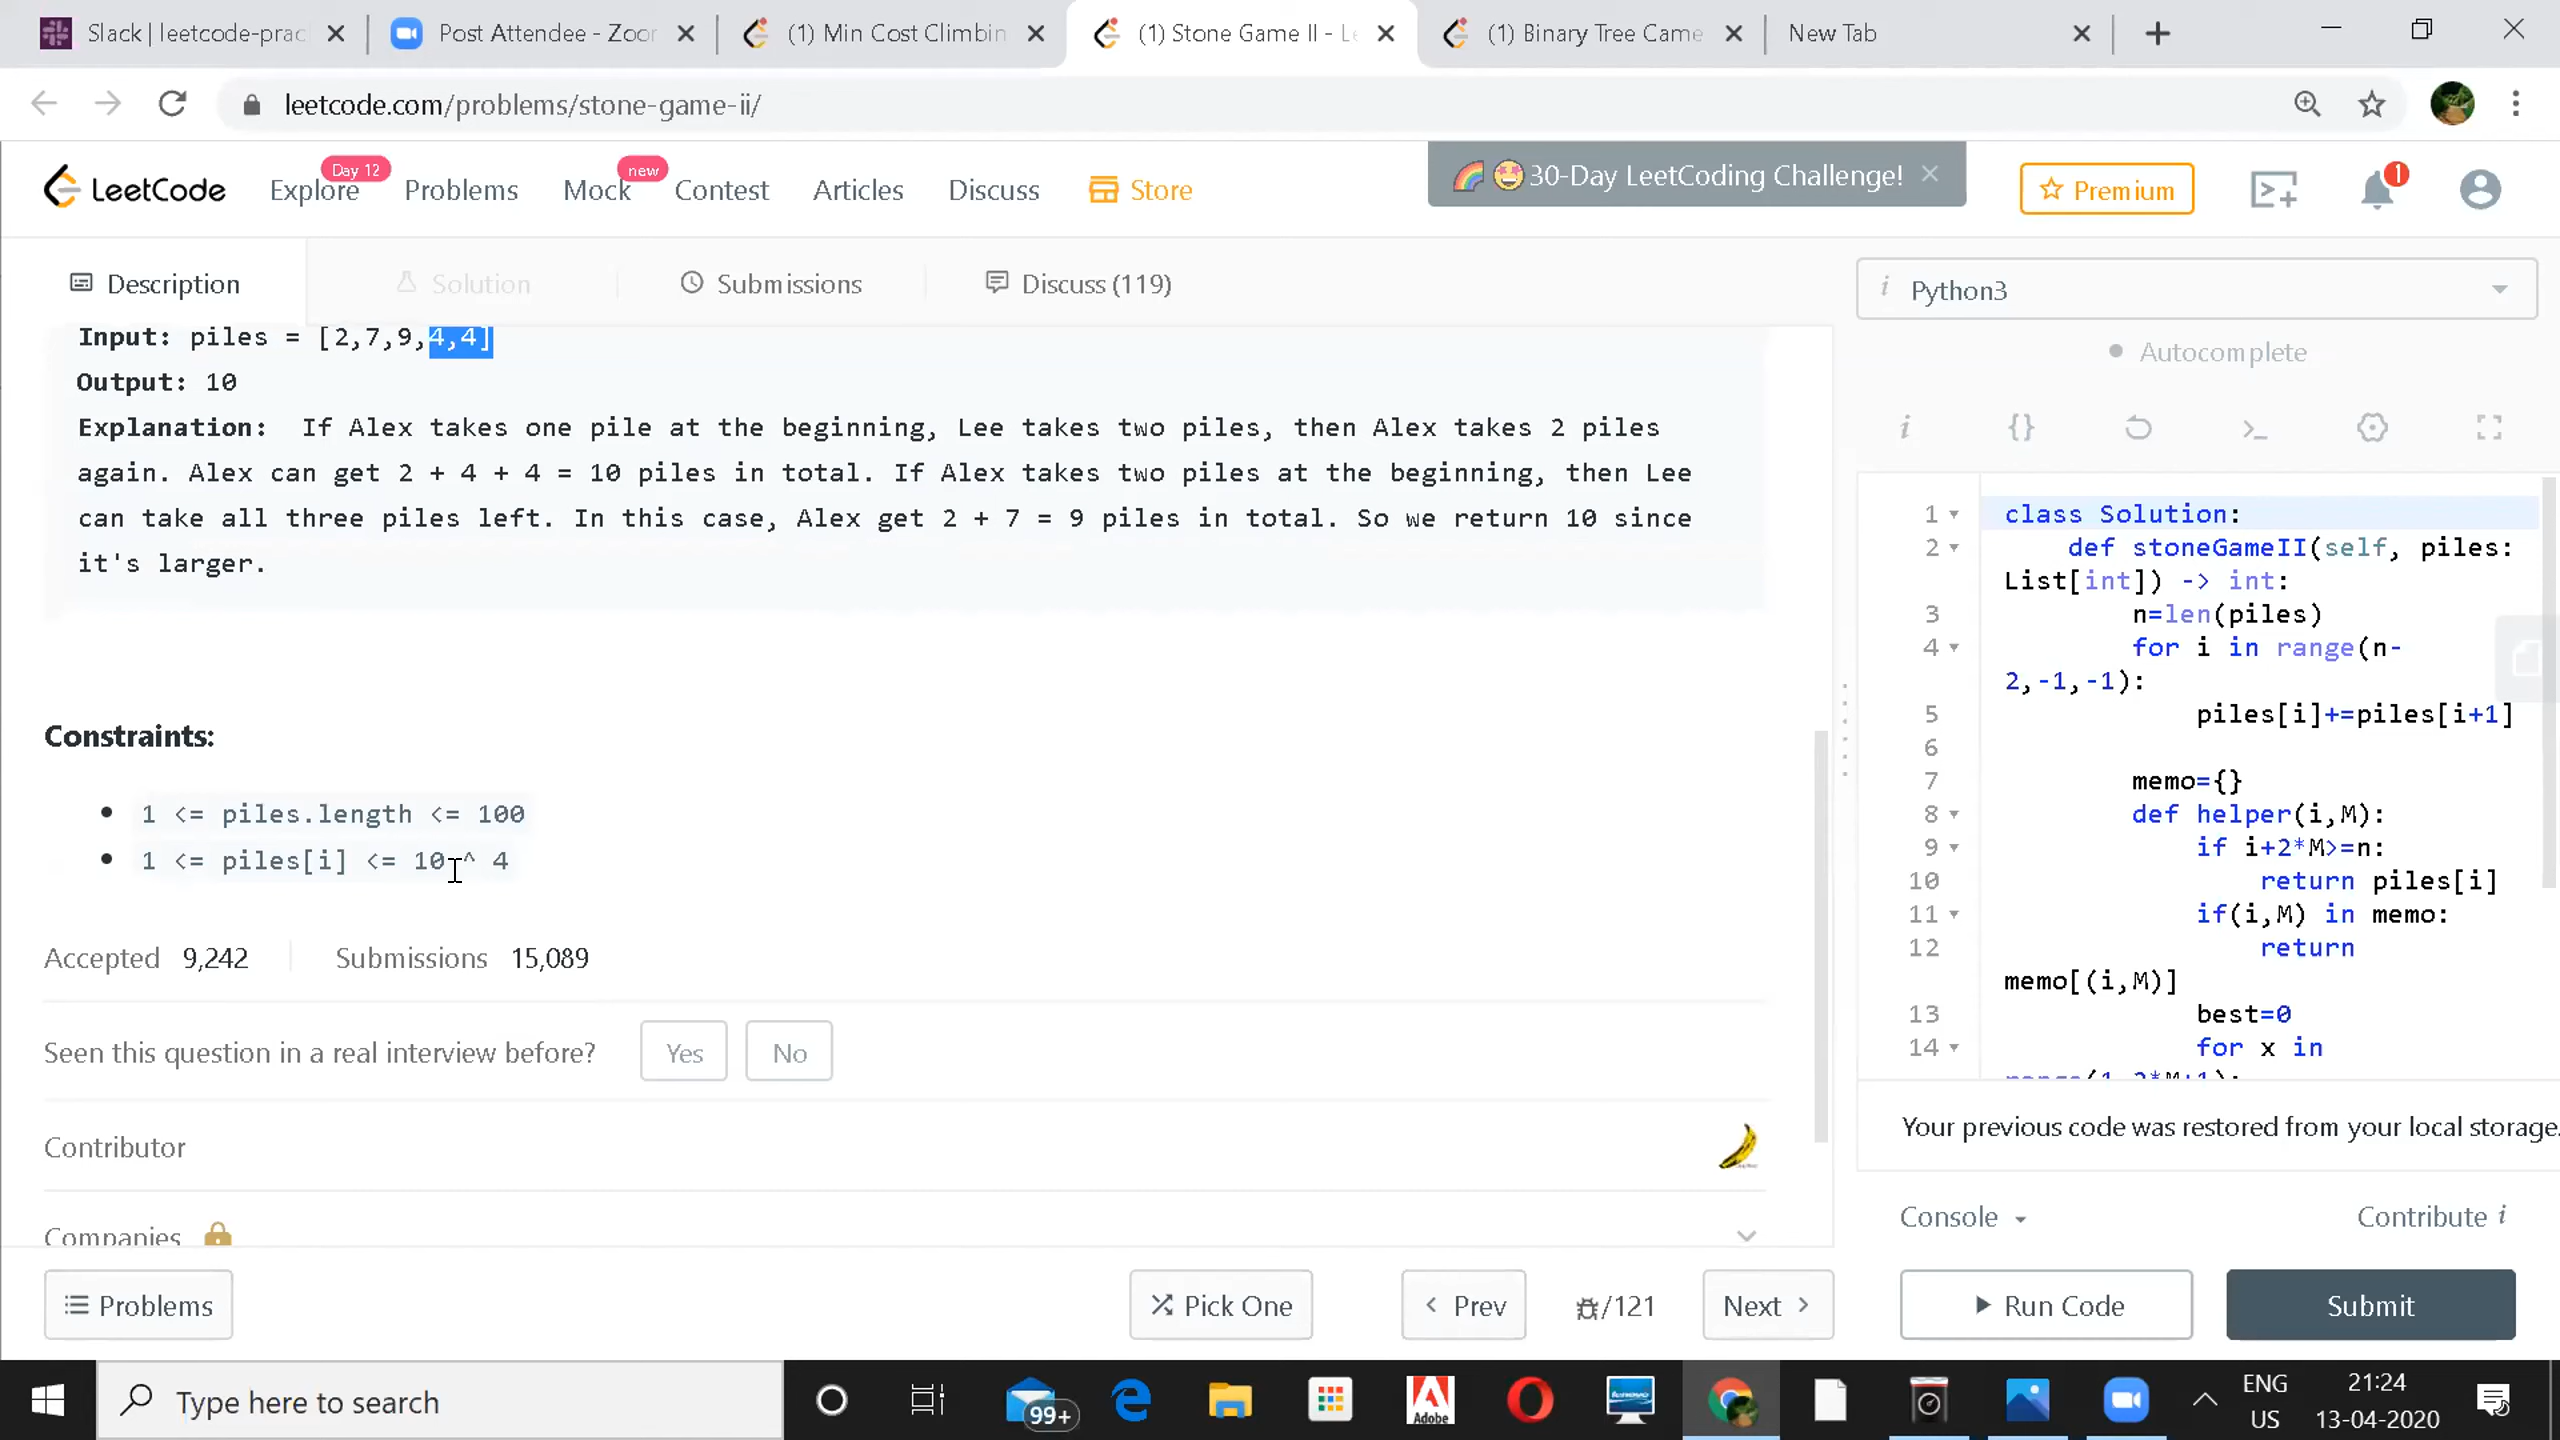 Slack | leetcode-prac
Post Attendee - Zoor
(1) Min Cost Climbin
(1) Stone Game II - Le
(1) Binary Tree Came
New Tab
leetcode.com/problems/stone-game-ii/
LeetCode
Explore
Day 12
Problems
Mock
new
Contest
Articles
Discuss
Store
30-Day LeetCoding Challenge!
Premium
1
Description
Solution
Submissions
Discuss (119)
Input: piles = [2,7,9,4,4]
Output: 10
Explanation: If Alex takes one pile at the beginning, Lee takes two piles, then Alex takes 2 piles
again. Alex can get 2 + 4 + 4 = 10 piles in total. If Alex takes two piles at the beginning, then Lee
can take all three piles left. In this case, Alex get 2 + 7 = 9 piles in total. So we return 10 since
it's larger.
Constraints:
1 <= piles.length <= 100
1 <= piles[i] <= 10 ^ 4
Accepted 9,242
Submissions 15,089
Seen this question in a real interview before?
Yes
No
Contributor
Companies
Problems
Pick One
Prev
/121
Next
Python3
Autocomplete
1 class Solution:
2 def stoneGameII(self, piles:
List[int]) -> int:
3 n=len(piles)
4 for i in range(n-
2,-1,-1):
5 piles[i]+=piles[i+1]
6
7 memo={}
8 def helper(i,M):
9 if i+2*M>=n:
10 return piles[i]
11 if(i,M) in memo:
12 return
memo[(i,M)]
13 best=0
14 for x in
range(1,2*M+1):
Your previous code was restored from your local storage.
Console
Contribute i
Run Code
Submit
Type here to search
99+
Adobe
ENG
US
21:24
13-04-2020